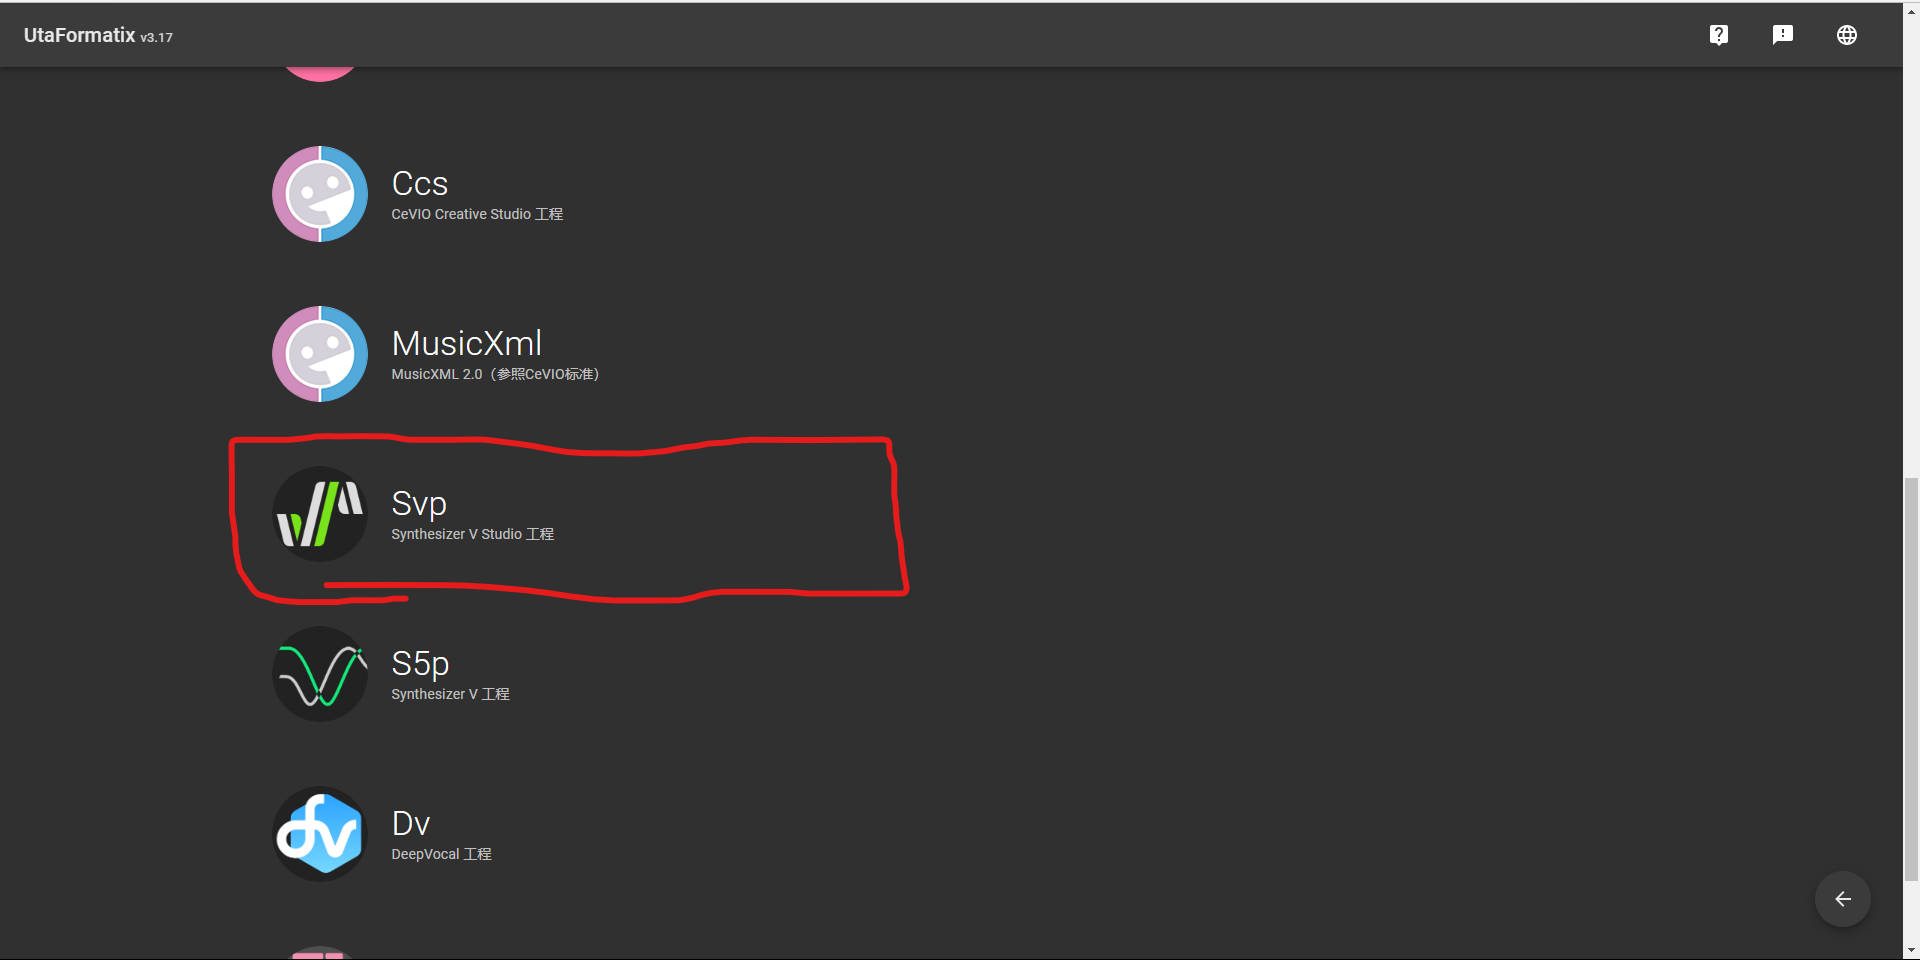 UtaFormatix v3.17
Ccs
CeVIO Creative Studio 工程
MusicXml
MusicXML 2.0（参照CeVIO标准）
Svp
Synthesizer V Studio 工程
S5p
Synthesizer V 工程
Dv
DeepVocal 工程